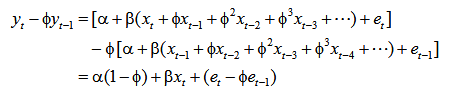 yₜ − ϕyₜ₋₁ = [α + β(xₜ + ϕxₜ₋₁ + ϕ²xₜ₋₂ + ϕ³xₜ₋₃ + ⋯) + eₜ]
− ϕ[α + β(xₜ₋₁ + ϕxₜ₋₂ + ϕ²xₜ₋₃ + ϕ³xₜ₋₄ + ⋯) + eₜ₋₁]
= α(1 − ϕ) + βxₜ + (eₜ − ϕeₜ₋₁)